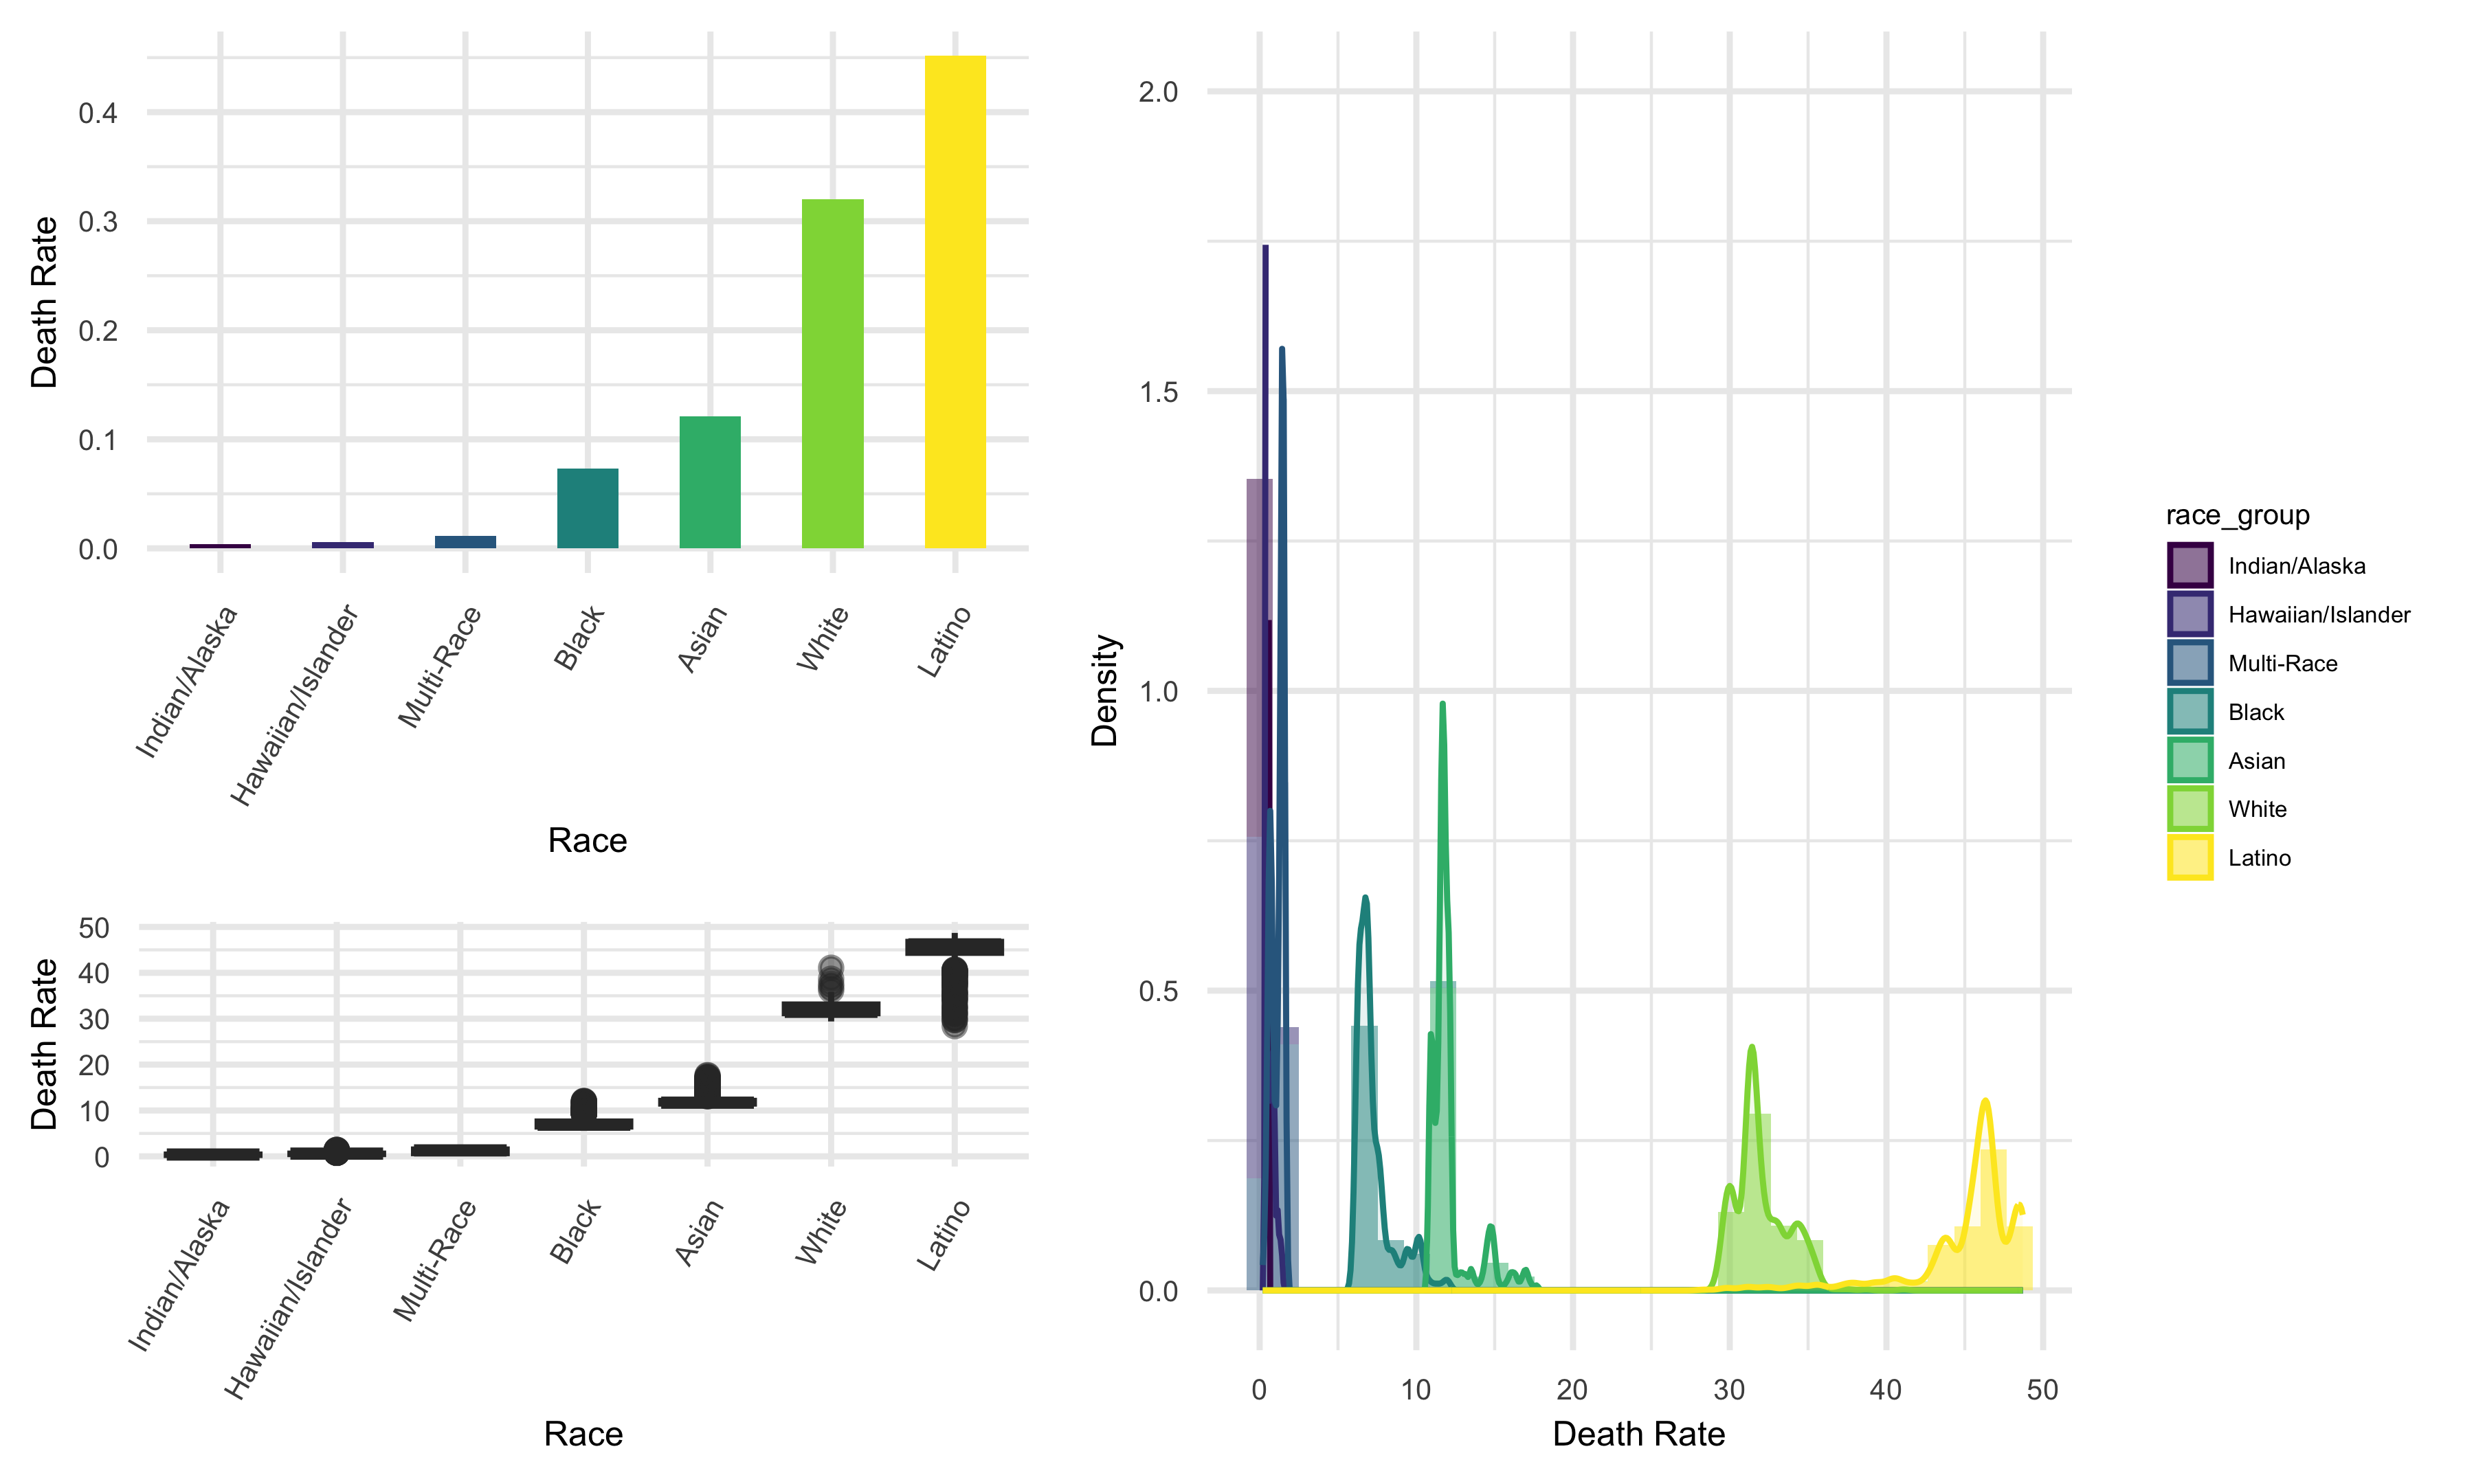 Death Rate
0.4
0.3
0.2
0.1
0.0
Indian/Alaska
Hawaiian/Islander
Multi-Race
Black
Asian
White
Latino
Race
Death Rate
50
40
30
20
10
0
Indian/Alaska
Hawaiian/Islander
Multi-Race
Black
Asian
White
Latino
Race
Density
2.0
1.5
1.0
0.5
0.0
0
10
20
30
40
50
Death Rate
race_group
Indian/Alaska
Hawaiian/Islander
Multi-Race
Black
Asian
White
Latino